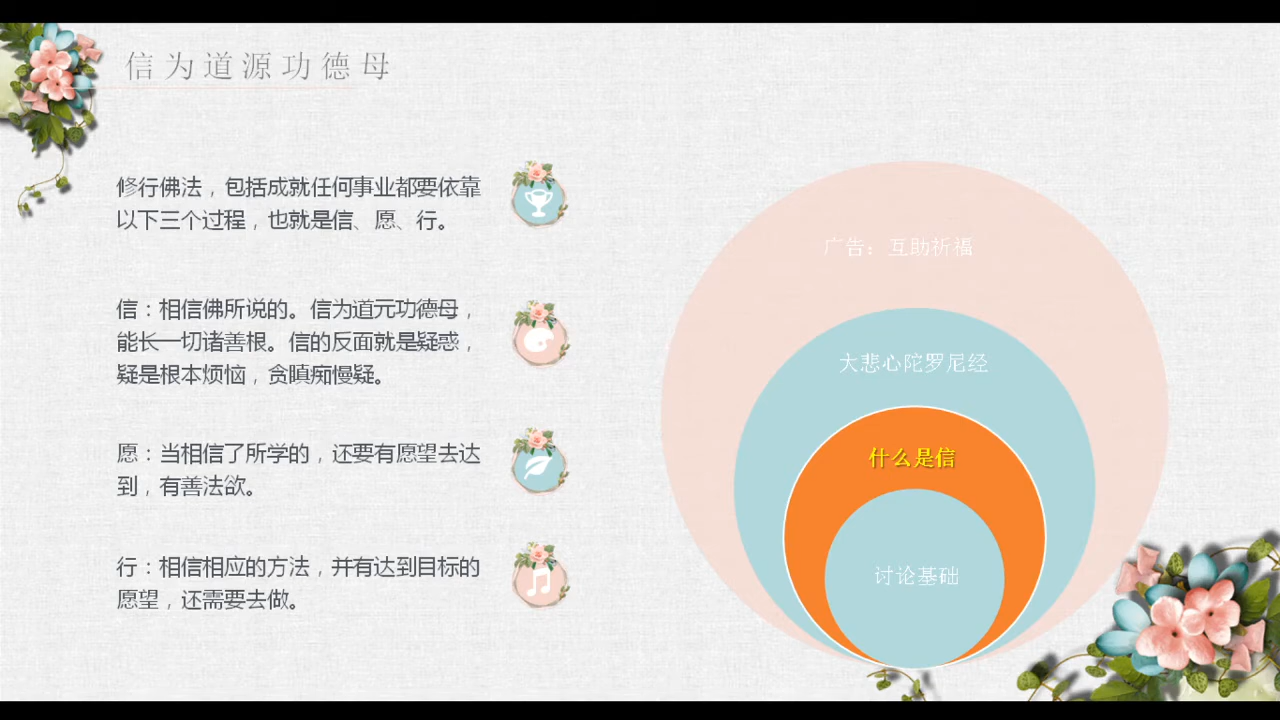 信为道源功德母
修行佛法，包括成就任何事业都要依靠
以下三个过程，也就是信、愿、行。
信：相信佛所说的。信为道元功德母，
能长一切诸善根。信的反面就是疑惑，
疑是根本烦恼，贪瞋痴慢疑。
愿：当相信了所学的，还要有愿望去达
到，有善法欲。
行：相信相应的方法，并有达到目标的
愿望，还需要去做。
广告：互助祈福
大悲心陀罗尼经
什么是信
讨论基础